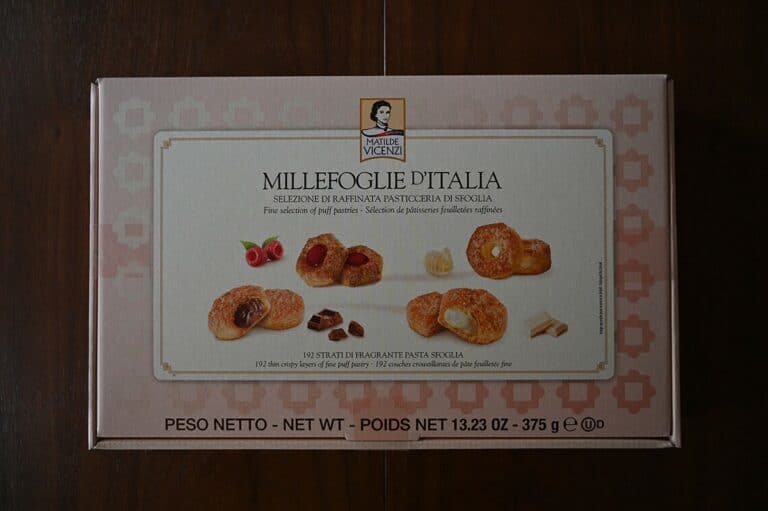 MATILDE
VICENZI
MILLEFOGLIE D'ITALIA
SELEZIONE DI RAFFINATA PASTICCERIA DI SFOGLIA
Fine selection of puff pastries - Sélection de pâtisseries feuilletées raffinées
192 STRATI DI FRAGRANTE PASTA SFOGLIA
192 thin crispy layers of fine puff pastry - 192 couches croustillantes de pâte feuilletée fine
PESO NETTO - NET WT - POIDS NET 13.23 OZ - 375 g ℮ ⓊD